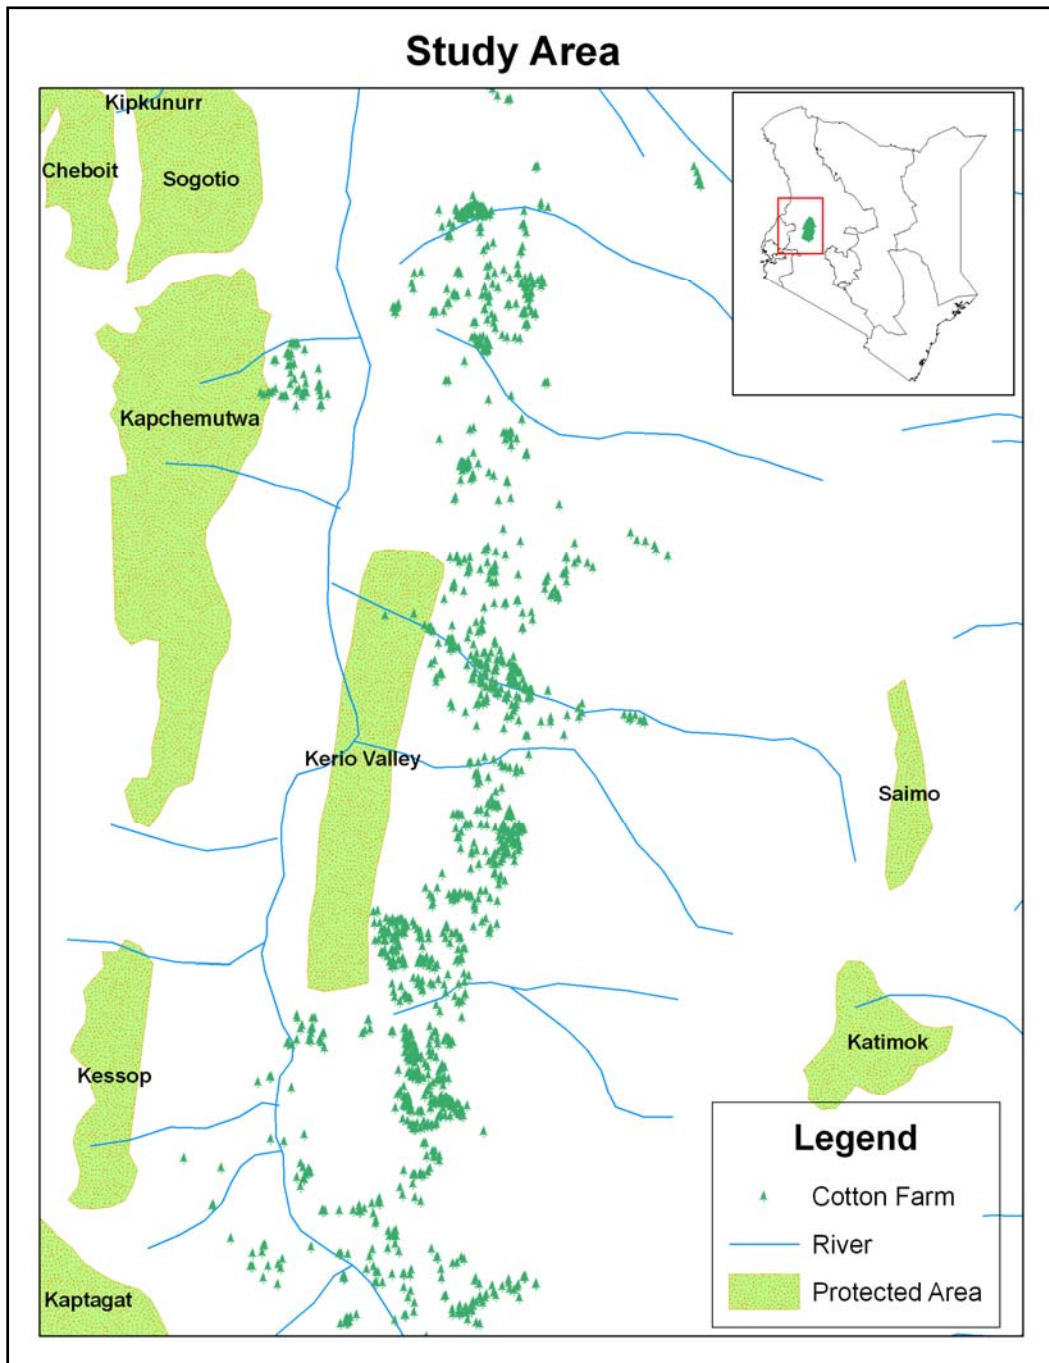 Study Area
Kipkunurr
Cheboit
Sogotio
Kapchemutwa
Kerio Valley
Saimo
Katimok
Kessop
Kaptagat
Legend
Cotton Farm
River
Protected Area